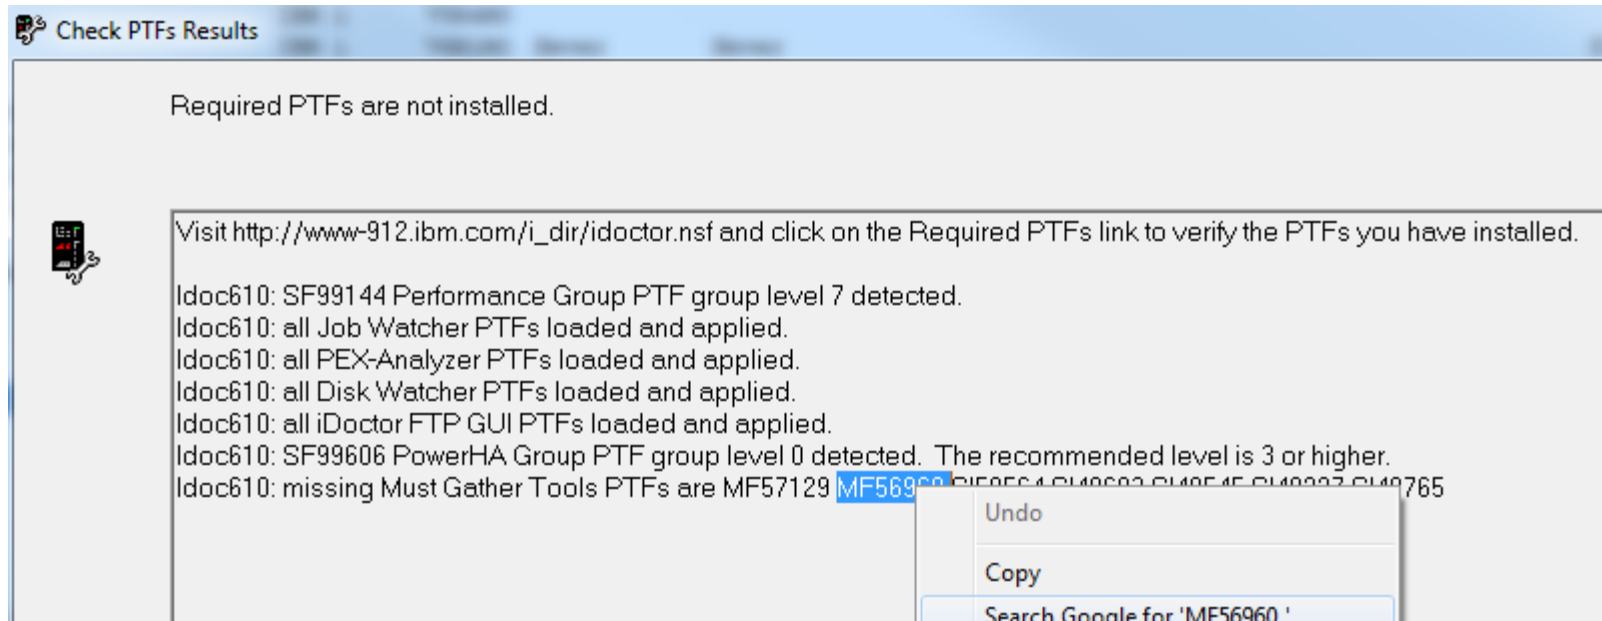 Check PTFs Results
Required PTFs are not installed.
Visit http://www-912.ibm.com/i_dir/idoctor.nsf and click on the Required PTFs link to verify the PTFs you have installed.
Idoc610: SF99144 Performance Group PTF group level 7 detected.
Idoc610: all Job Watcher PTFs loaded and applied.
Idoc610: all PEX-Analyzer PTFs loaded and applied.
Idoc610: all Disk Watcher PTFs loaded and applied.
Idoc610: all iDoctor FTP GUI PTFs loaded and applied.
Idoc610: SF99606 PowerHA Group PTF group level 0 detected.  The recommended level is 3 or higher.
Idoc610: missing Must Gather Tools PTFs are MF57129 MF56960
Undo
Copy
Search Google for 'MF56960 '